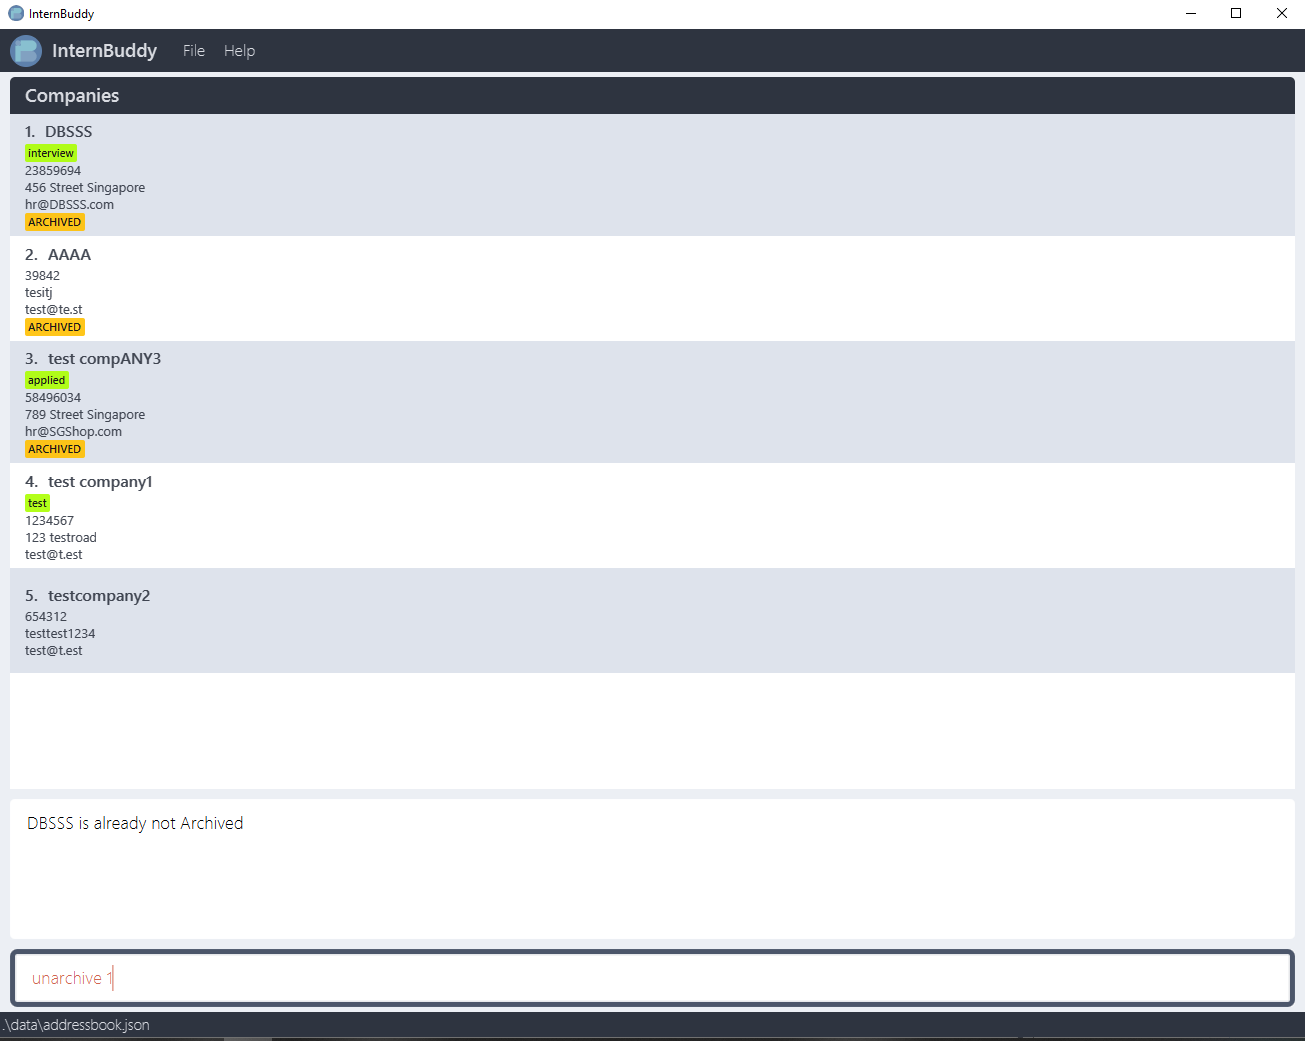 InternBuddy
InternBuddy File Help
Companies
1. DBSSS
interview
23859694
456 Street Singapore
hr@DBSSS.com
ARCHIVED
2. AAAA
39842
tesitj
test@te.st
ARCHIVED
3. test compANY3
applied
58496034
789 Street Singapore
hr@SGShop.com
ARCHIVED
4. test company1
test
1234567
123 testroad
test@t.est
5. testcompany2
654312
testtest1234
test@t.est
DBSSS is already not Archived
unarchive 1
.\data\addressbook.json